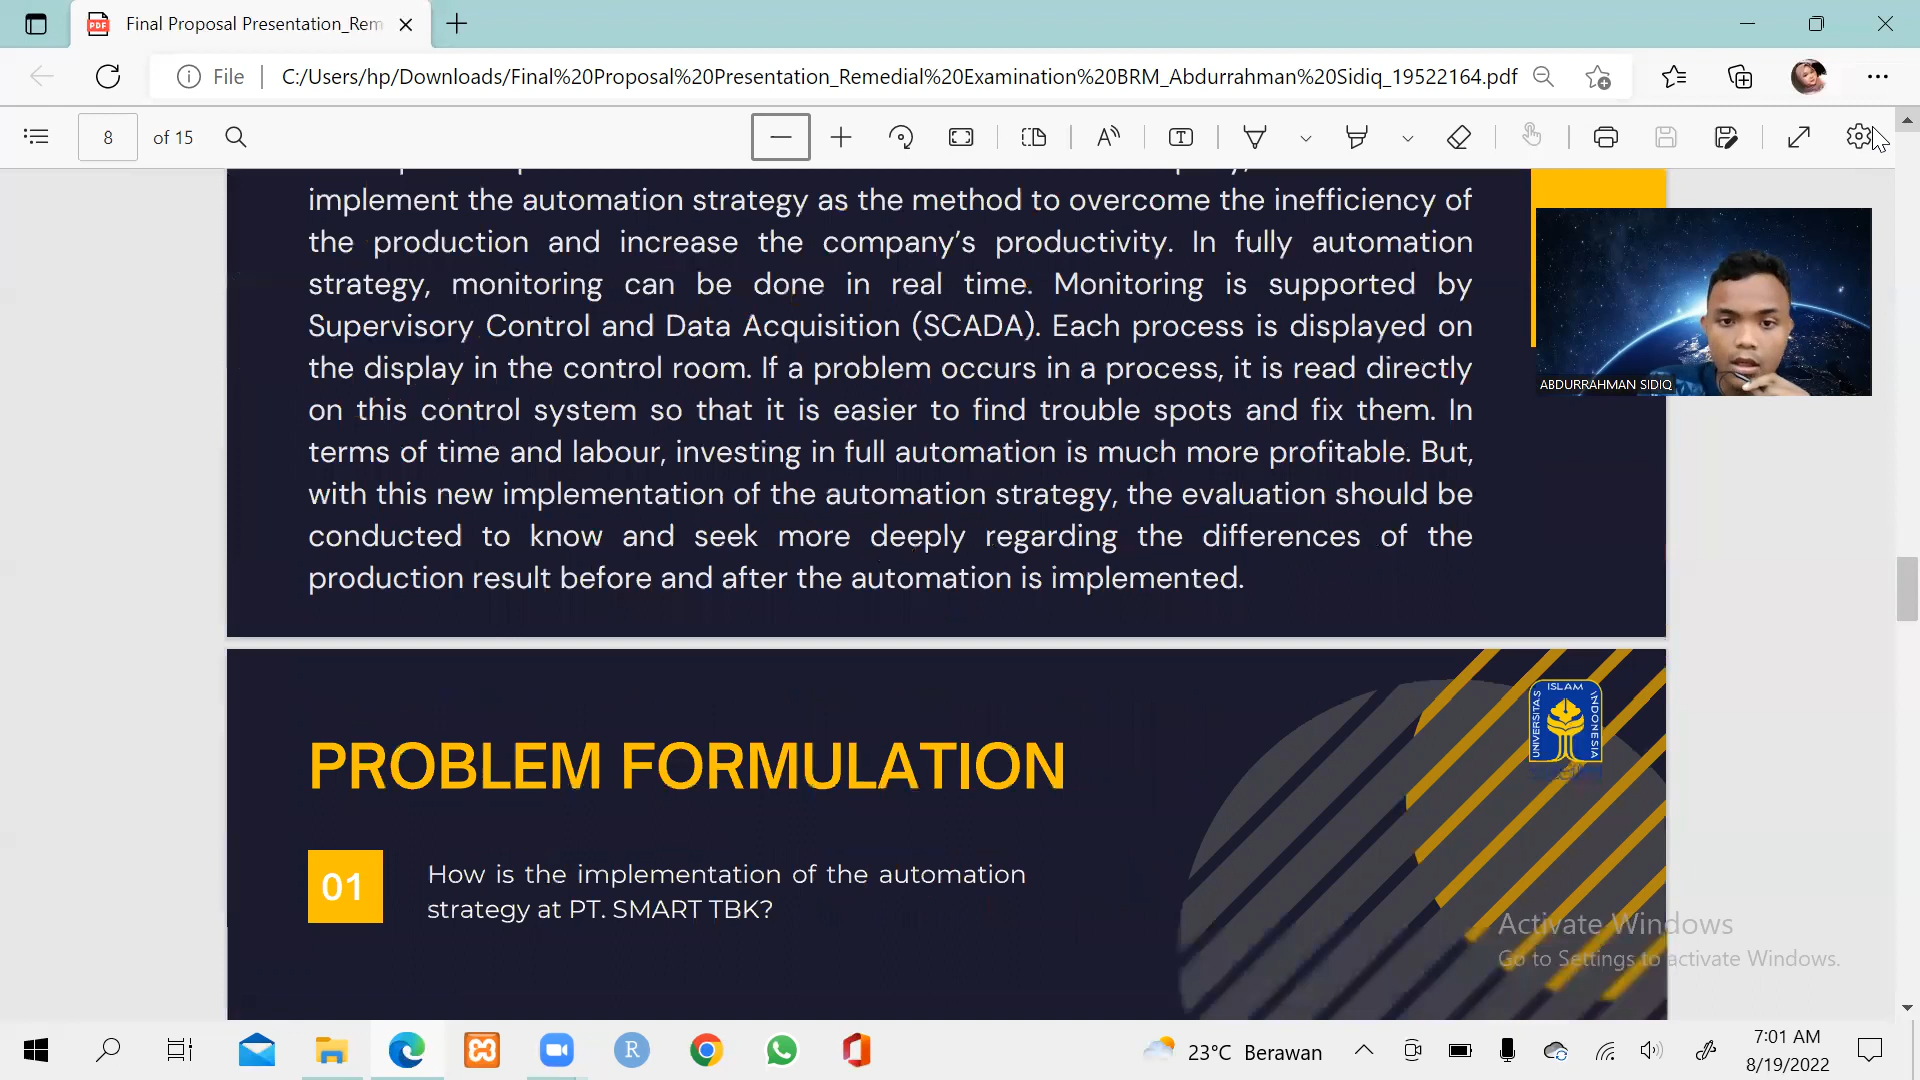 Final Proposal Presentation_Rem
File
C:/Users/hp/Downloads/Final%20Proposal%20Presentation_Remedial%20Examination%20BRM_Abdurrahman%20Sidiq_19522164.pdf
8
of 15
implement the automation strategy as the method to overcome the inefficiency of
the production and increase the company’s productivity. In fully automation
strategy, monitoring can be done in real time. Monitoring is supported by
Supervisory Control and Data Acquisition (SCADA). Each process is displayed on
the display in the control room. If a problem occurs in a process, it is read directly
on this control system so that it is easier to find trouble spots and fix them. In
terms of time and labour, investing in full automation is much more profitable. But,
with this new implementation of the automation strategy, the evaluation should be
conducted to know and seek more deeply regarding the differences of the
production result before and after the automation is implemented.
ABDURRAHMAN SIDIQ
UNIVERSITAS ISLAM INDONESIA
PROBLEM FORMULATION
01
How is the implementation of the automation
strategy at PT. SMART TBK?
Activate Windows
Go to Settings to activate Windows.
23°C Berawan
7:01 AM
8/19/2022